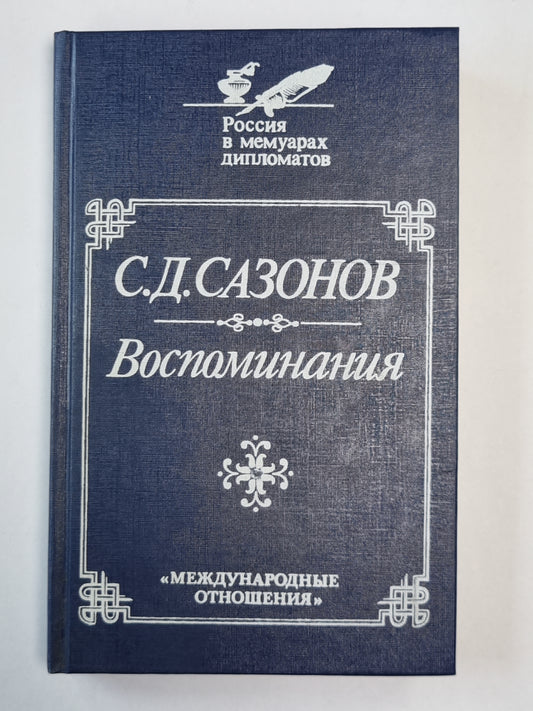 Россия
в мемуарах
дипломатов
С.Д.САЗОНОВ
Воспоминания
«МЕЖДУНАРОДНЫЕ
ОТНОШЕНИЯ»